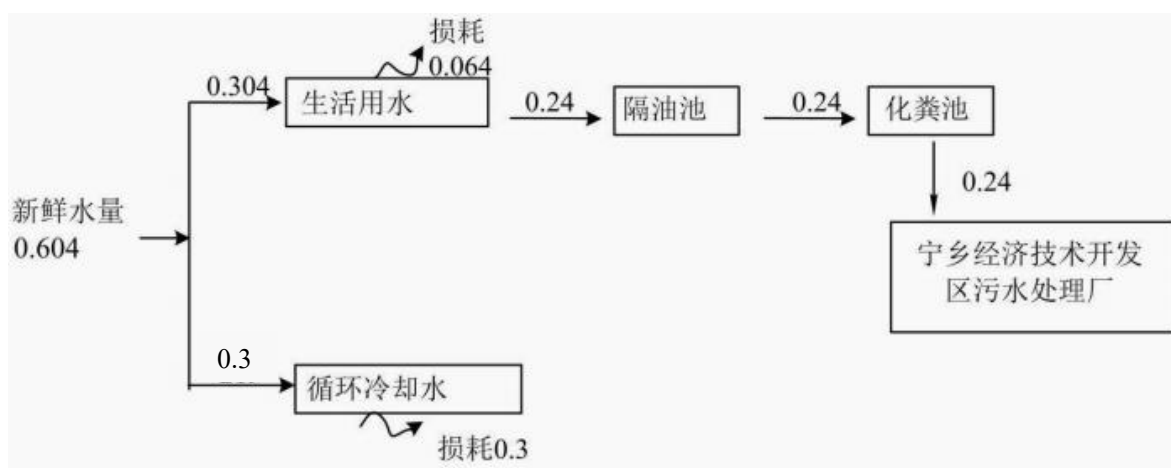 损耗
0.064
0.304
生活用水
0.24
隔油池
0.24
化粪池
0.24
新鲜水量
0.604
宁乡经济技术开发
区污水处理厂
0.3
循环冷却水
损耗0.3